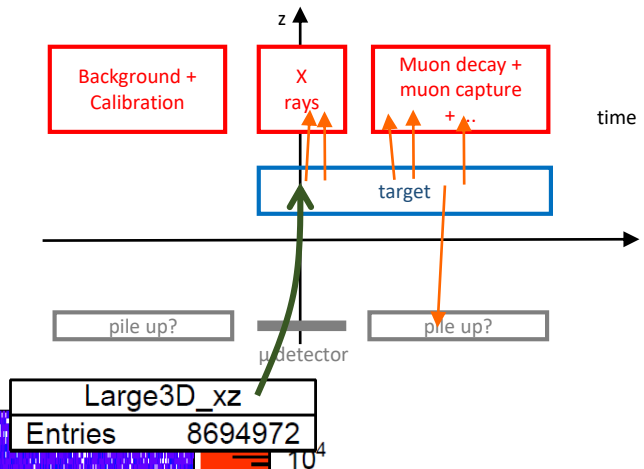 z
Background +
Calibration
X
rays
Muon decay +
muon capture
+ ...
time
target
pile up?
μ detector
pile up?
Large3D_xz
Entries 8694972
10⁴